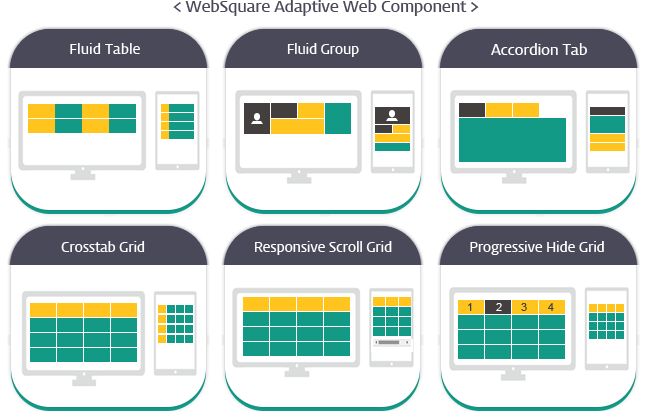 < WebSquare Adaptive Web Component >
Fluid Table
Fluid Group
Accordion Tab
Crosstab Grid
Responsive Scroll Grid
Progressive Hide Grid
1 2 3 4